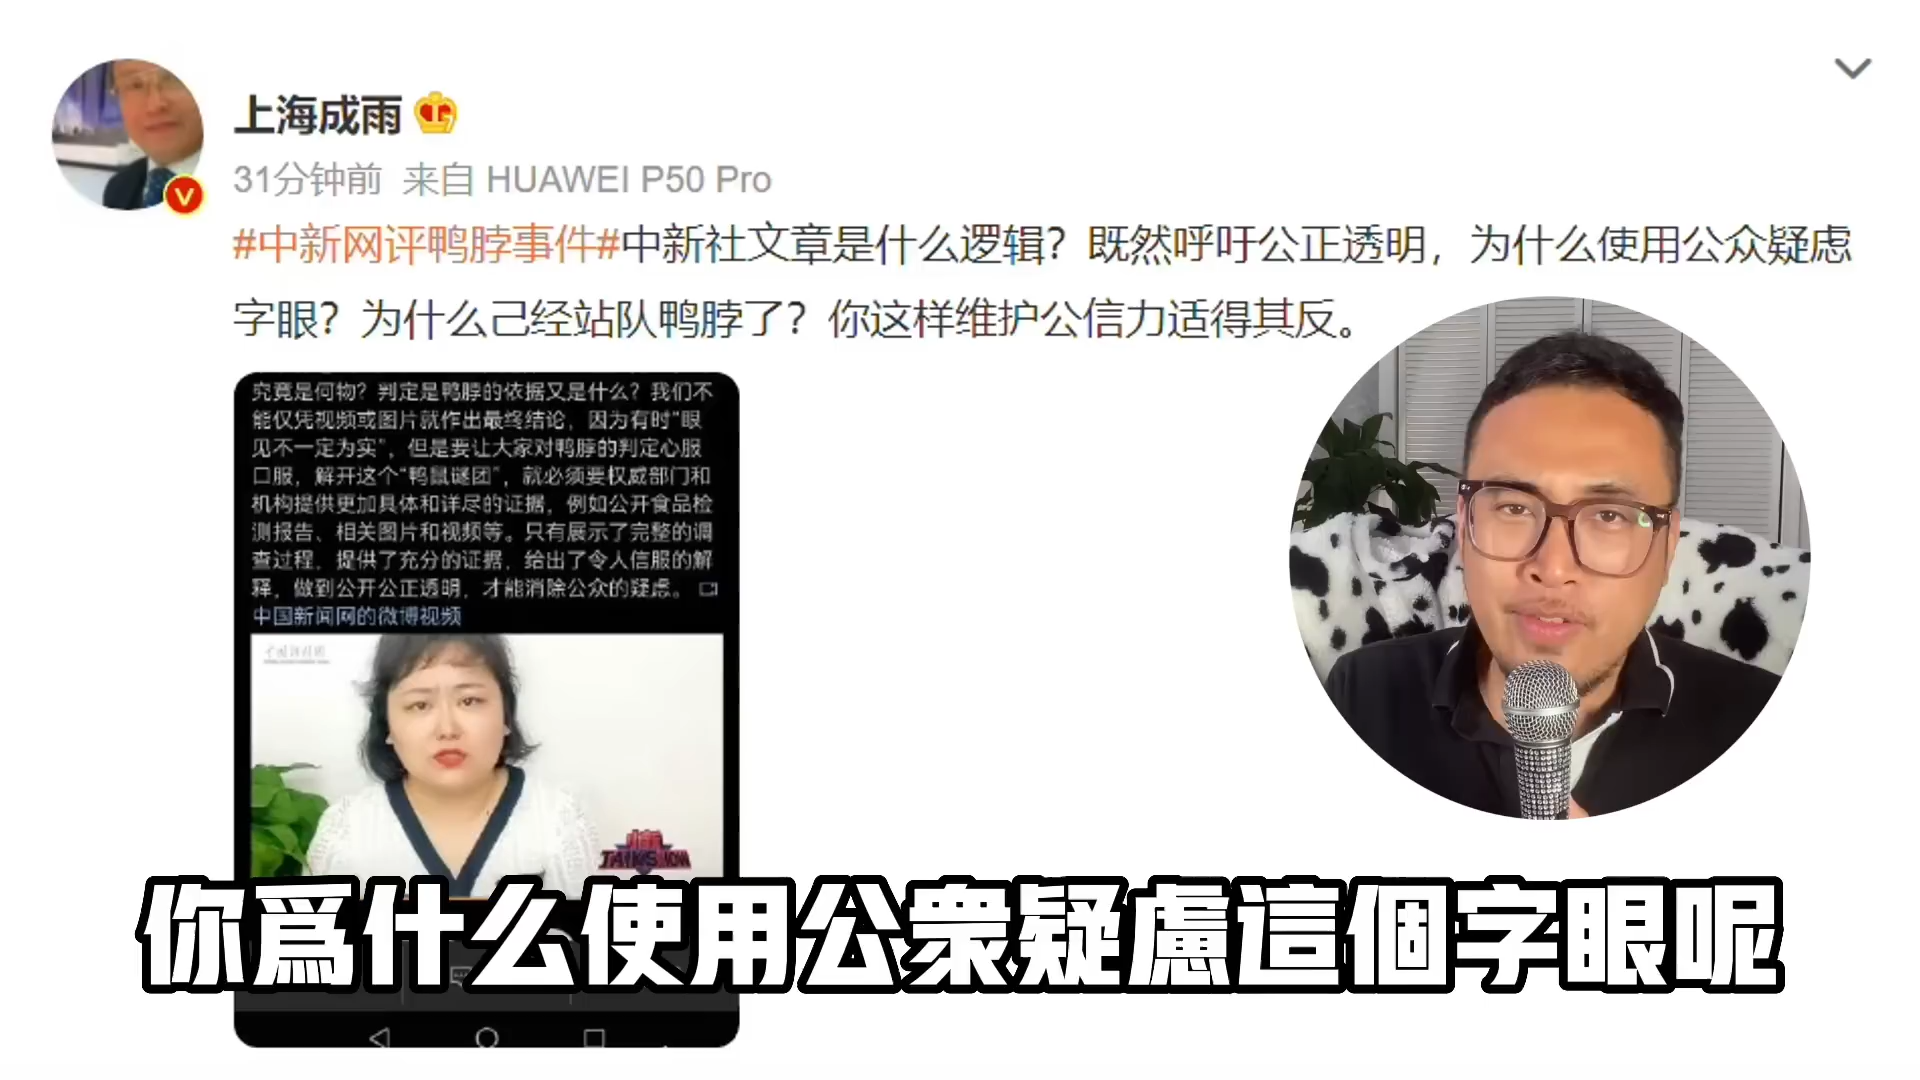 上海成雨
31分钟前 来自 HUAWEI P50 Pro
#中新网评鸭脖事件#中新社文章是什么逻辑？既然呼吁公正透明，为什么使用公众疑虑
字眼？为什么己经站队鸭脖了？你这样维护公信力适得其反。
究竟是何物？判定是鸭脖的依据又是什么？我们不
能仅凭视频或图片就作出最终结论，因为有时“眼
见不一定为实”，但是要让大家对鸭脖的判定心服
口服，解开这个“鸭鼠谜团”，就必须要权威部门和
机构提供更加具体和详尽的证据，例如公开食品检
测报告、相关图片和视频等。只有展示了完整的调
查过程，提供了充分的证据，给出了令人信服的解
释，做到公开公正透明，才能消除公众的疑虑。
中国新闻网的微博视频
中国新闻网
TALKSHOW
你爲什么使用公衆疑慮這個字眼呢